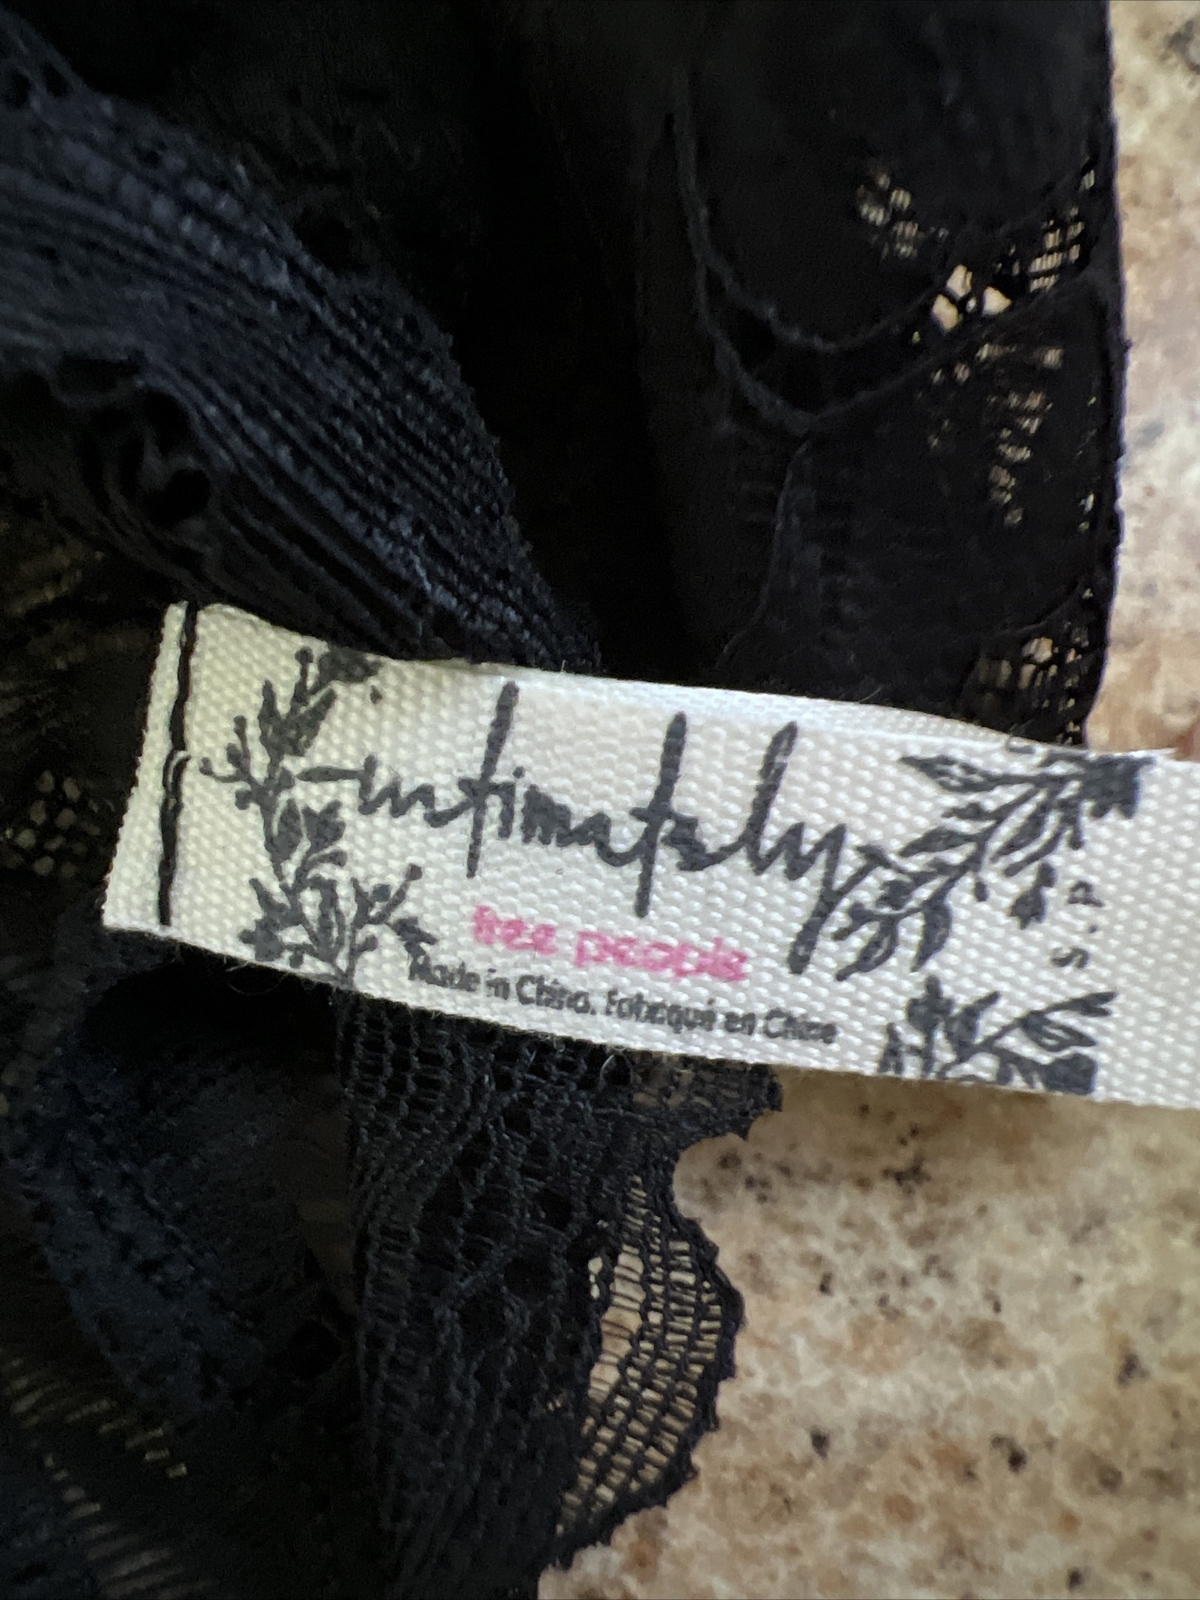 intimately
free people
Made in China. Fabriqué en Chine
S.P